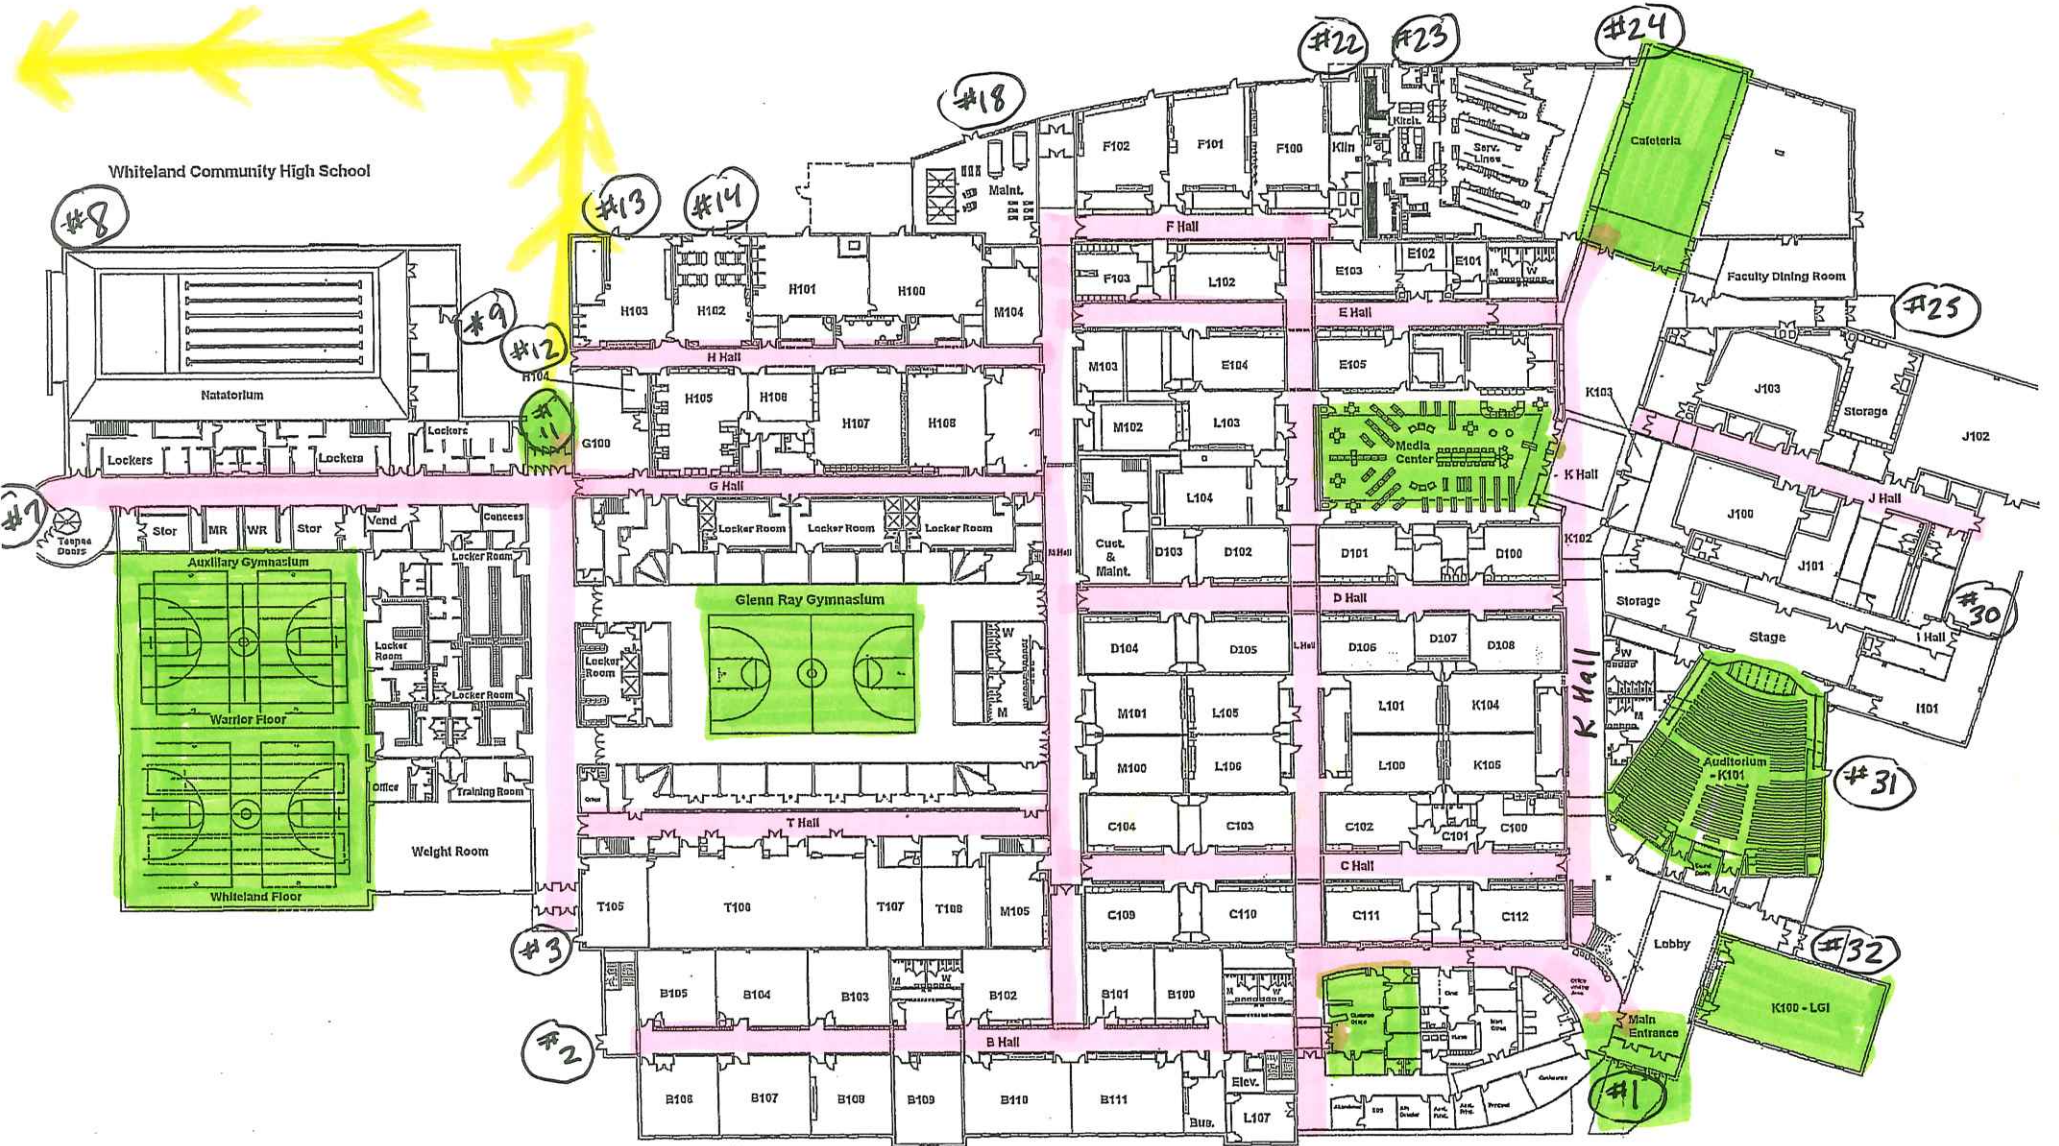 #22
#23
#24
#18
Whiteland Community High School
#8
#13
#14
#9
#12
#11
#7
#3
#2
#25
#30
#31
#32
#1
F102
F101
F100
Kiln
Kitch.
Serv.
Lines
Cafeteria
Maint.
F Hall
H103
H102
H101
H100
M104
F103
L102
E103
E102
E101
M
W
Faculty Dining Room
E Hall
H Hall
H104
Natatorium
H105
H106
H107
H108
G100
M103
E104
E105
K103
J103
Storage
J102
M102
L103
Media
Center
Lockers
Lockers
Lockers
G Hall
K Hall
J Hall
Teepee
Doors
Stor
MR
WR
Stor
Vend
Concess
Locker Room
Locker Room
Locker Room
L104
J100
Cust.
&
Maint.
D103
D102
D101
D100
K102
J101
M Hall
Auxiliary Gymnasium
Locker Room
Glenn Ray Gymnasium
D Hall
Storage
Stage
I Hall
Locker
Room
Locker
Room
W
M
D104
D105
L Hall
D106
D107
D108
W
M
Locker Room
Warrior Floor
M101
L105
L101
K104
K Hall
I101
M100
L106
L100
K105
Auditorium
- K101
Office
Training Room
T Hall
C104
C103
C102
C101
C100
Weight Room
C Hall
Whiteland Floor
T105
T106
T107
T108
M105
C109
C110
C111
C112
Lobby
B105
B104
B103
M
W
B102
B101
B100
M
W
K100 - LGI
Main
Entrance
B Hall
B106
B107
B108
B109
B110
B111
Bus.
Elev.
L107